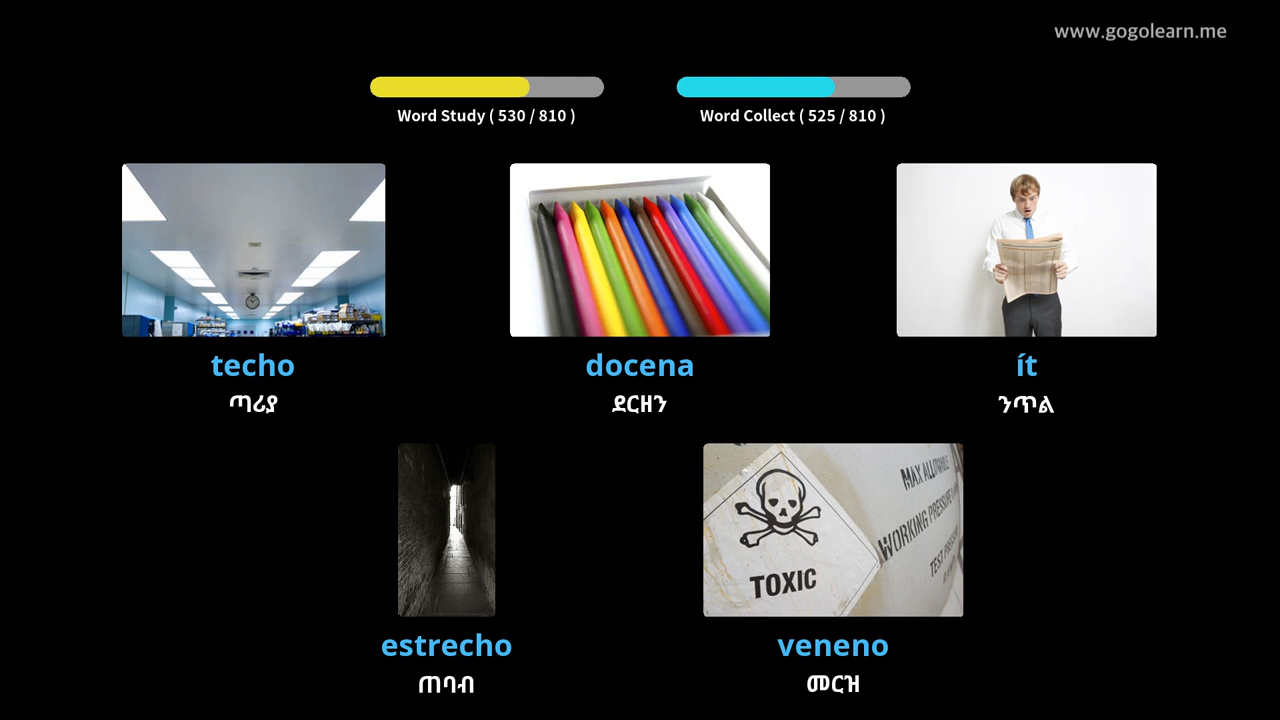 www.gogolearn.me
Word Study ( 530 / 810 )
Word Collect ( 525 / 810 )
techo
ጣሪያ
docena
ደርዘን
ít
ንጥል
estrecho
ጠባብ
TOXIC
MAX ALLOWABLE
WORKING PRESSURE
TEST PRESS
veneno
መርዝ